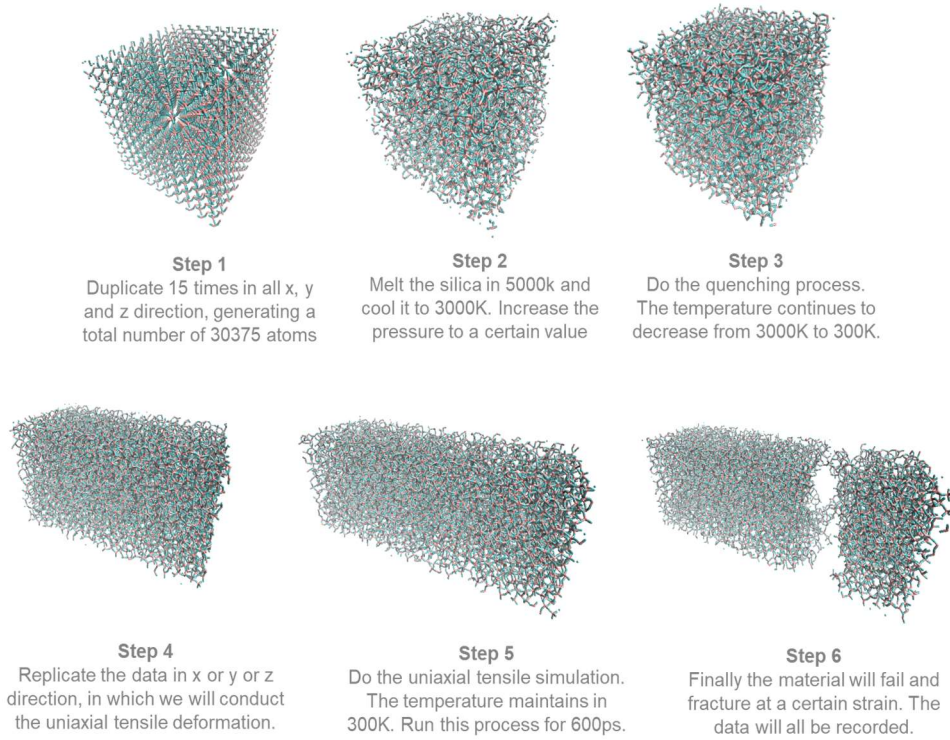 Step 1
Duplicate 15 times in all x, y
and z direction, generating a
total number of 30375 atoms
Step 2
Melt the silica in 5000k and
cool it to 3000K. Increase the
pressure to a certain value
Step 3
Do the quenching process.
The temperature continues to
decrease from 3000K to 300K.
Step 4
Replicate the data in x or y or z
direction, in which we will conduct
the uniaxial tensile deformation.
Step 5
Do the uniaxial tensile simulation.
The temperature maintains in
300K. Run this process for 600ps.
Step 6
Finally the material will fail and
fracture at a certain strain. The
data will all be recorded.